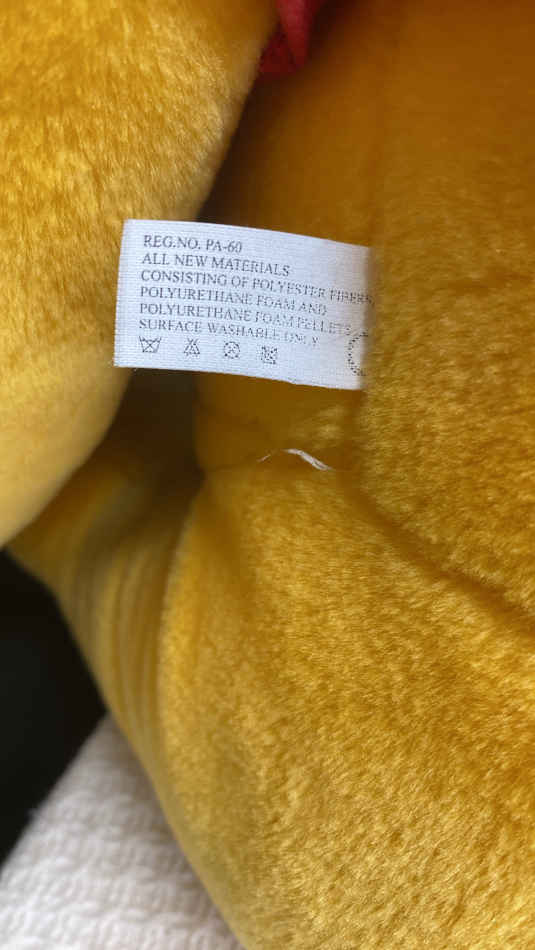 REG.NO. PA-60
ALL NEW MATERIALS
CONSISTING OF POLYESTER FIBERS,
POLYURETHANE FOAM AND
POLYURETHANE FOAM PELLETS
SURFACE WASHABLE ONLY